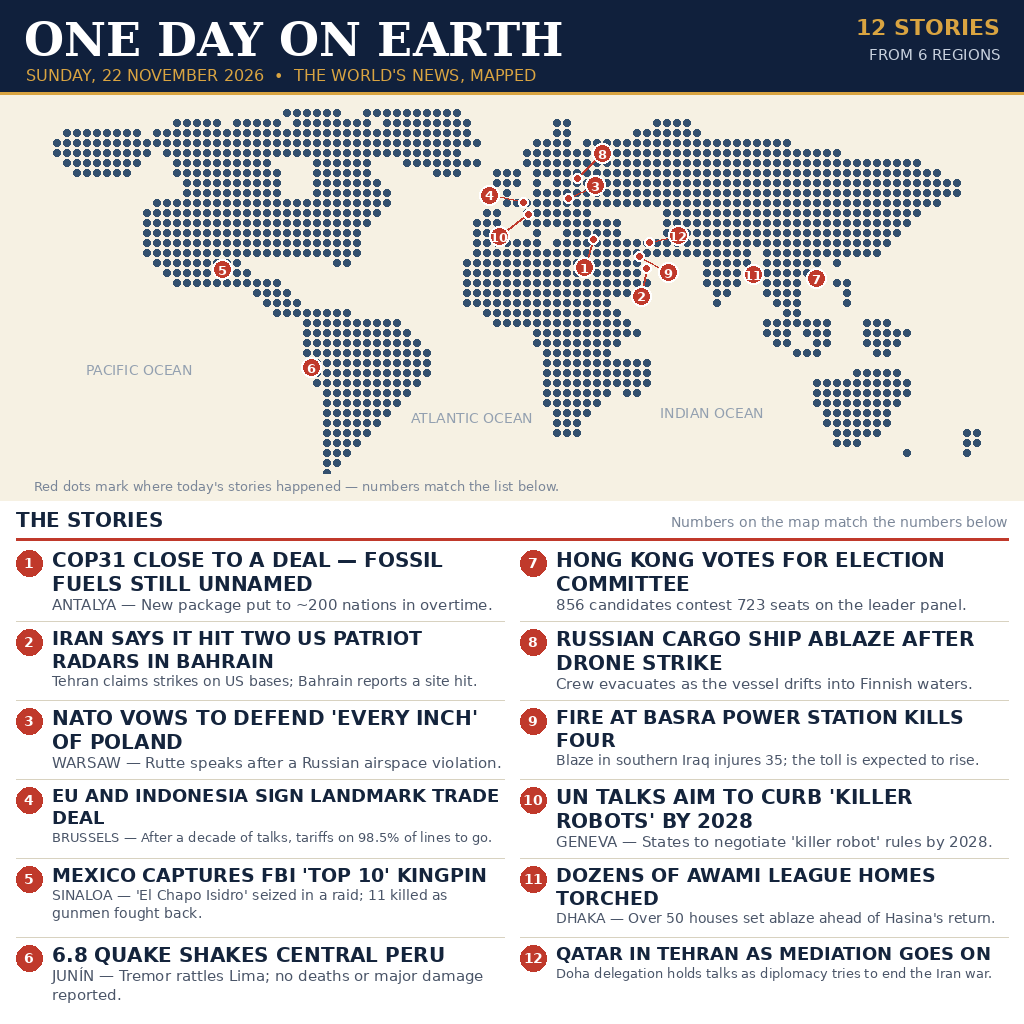 ONE DAY ON EARTH
12 STORIES
FROM 6 REGIONS
SUNDAY, 22 NOVEMBER 2026 • THE WORLD'S NEWS, MAPPED
8
3
4
10
12
1
9
5
11
7
2
6
PACIFIC OCEAN
ATLANTIC OCEAN
INDIAN OCEAN
Red dots mark where today's stories happened — numbers match the list below.
THE STORIES
Numbers on the map match the numbers below
1
COP31 CLOSE TO A DEAL — FOSSIL
FUELS STILL UNNAMED
ANTALYA — New package put to ~200 nations in overtime.
2
IRAN SAYS IT HIT TWO US PATRIOT
RADARS IN BAHRAIN
Tehran claims strikes on US bases; Bahrain reports a site hit.
3
NATO VOWS TO DEFEND 'EVERY INCH'
OF POLAND
WARSAW — Rutte speaks after a Russian airspace violation.
4
EU AND INDONESIA SIGN LANDMARK TRADE
DEAL
BRUSSELS — After a decade of talks, tariffs on 98.5% of lines to go.
5
MEXICO CAPTURES FBI 'TOP 10' KINGPIN
SINALOA — 'El Chapo Isidro' seized in a raid; 11 killed as
gunmen fought back.
6
6.8 QUAKE SHAKES CENTRAL PERU
JUNÍN — Tremor rattles Lima; no deaths or major damage
reported.
7
HONG KONG VOTES FOR ELECTION
COMMITTEE
856 candidates contest 723 seats on the leader panel.
8
RUSSIAN CARGO SHIP ABLAZE AFTER
DRONE STRIKE
Crew evacuates as the vessel drifts into Finnish waters.
9
FIRE AT BASRA POWER STATION KILLS
FOUR
Blaze in southern Iraq injures 35; the toll is expected to rise.
10
UN TALKS AIM TO CURB 'KILLER
ROBOTS' BY 2028
GENEVA — States to negotiate 'killer robot' rules by 2028.
11
DOZENS OF AWAMI LEAGUE HOMES
TORCHED
DHAKA — Over 50 houses set ablaze ahead of Hasina's return.
12
QATAR IN TEHRAN AS MEDIATION GOES ON
Doha delegation holds talks as diplomacy tries to end the Iran war.